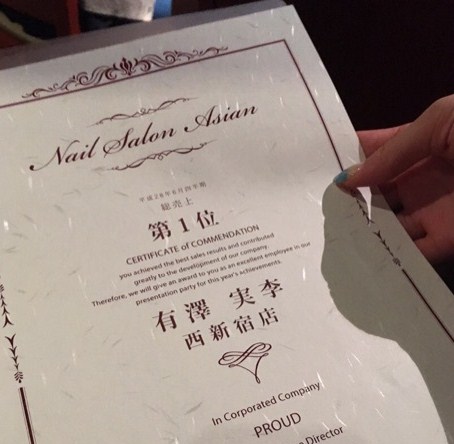 Nail Salon Asian
総売上
第1位
CERTIFICATE of COMMENDATION
you achieved the best sales results and contributed
greatly to the development of our company.
Therefore, we will give an award to you as an excellent employee in our
presentation party for this year's achievements.
有澤 実李
西新宿店
In Corporated Company
PROUD
Director